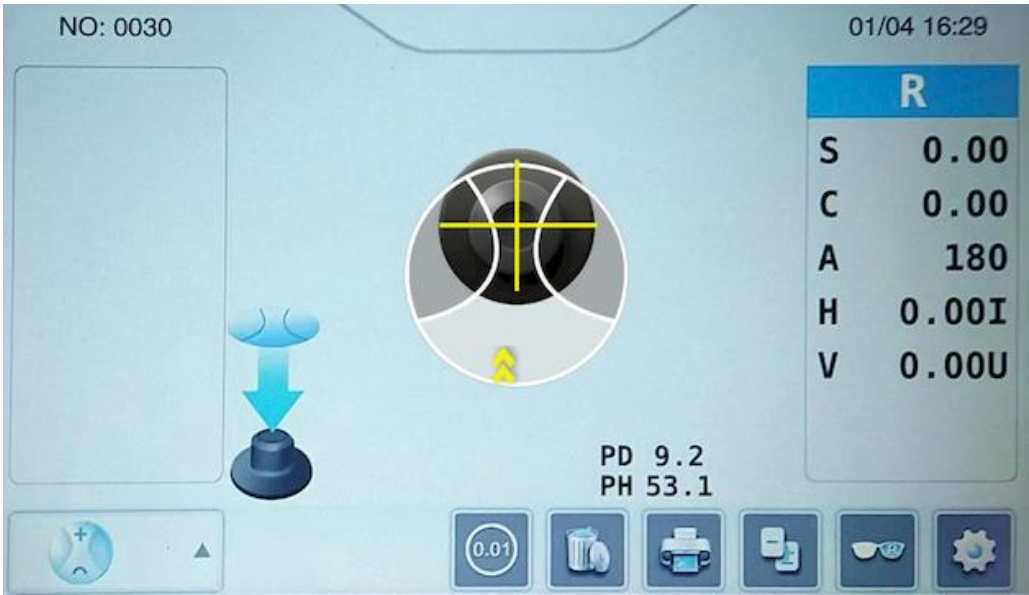 NO: 0030
01/04 16:29
R
S 0.00
C 0.00
A 180
H 0.00I
V 0.00U
PD 9.2
PH 53.1
0.01
R